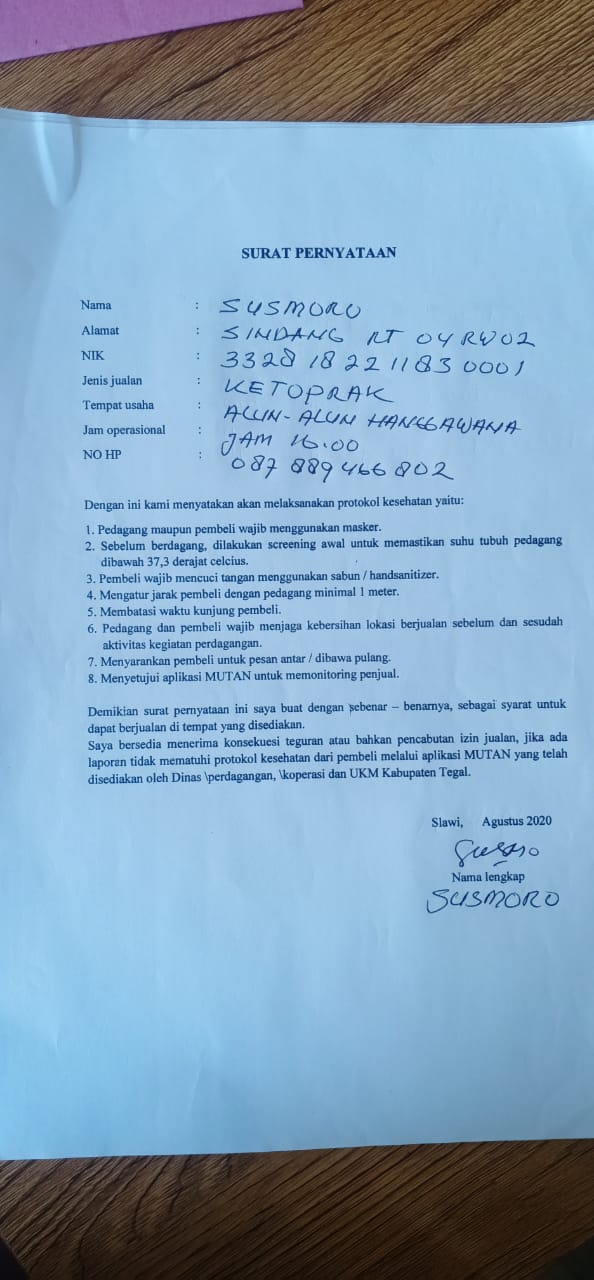 SURAT PERNYATAAN
Nama : SUSMORO
Alamat : SINDANG RT 04 RW 02
NIK : 3328 18 22 11 83 0001
Jenis jualan : KETOPRAK
Tempat usaha : ALUN-ALUN HANGGAWANA
Jam operasional : JAM 16.00
NO HP : 087 889 466 802
Dengan ini kami menyatakan akan melaksanakan protokol kesehatan yaitu:
1. Pedagang maupun pembeli wajib menggunakan masker.
2. Sebelum berdagang, dilakukan screening awal untuk memastikan suhu tubuh pedagang
dibawah 37,3 derajat celcius.
3. Pembeli wajib mencuci tangan menggunakan sabun / handsanitizer.
4. Mengatur jarak pembeli dengan pedagang minimal 1 meter.
5. Membatasi waktu kunjung pembeli.
6. Pedagang dan pembeli wajib menjaga kebersihan lokasi berjualan sebelum dan sesudah
aktivitas kegiatan perdagangan.
7. Menyarankan pembeli untuk pesan antar / dibawa pulang.
8. Menyetujui aplikasi MUTAN untuk memonitoring penjual.
Demikian surat pernyataan ini saya buat dengan sebenar – benarnya, sebagai syarat untuk
dapat berjualan di tempat yang disediakan.
Saya bersedia menerima konsekuesi teguran atau bahkan pencabutan izin jualan, jika ada
laporan tidak mematuhi protokol kesehatan dari pembeli melalui aplikasi MUTAN yang telah
disediakan oleh Dinas \perdagangan, \koperasi dan UKM Kabupaten Tegal.
Slawi, Agustus 2020
Nama lengkap
SUSMORO